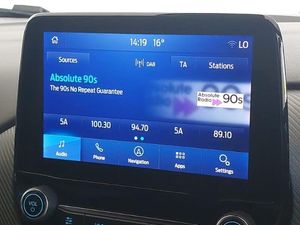 14:19 16° LO
Sources DAB TA Stations
Absolute 90s
The 90s No Repeat Guarantee
Absolute
Radio 90s
5A 100.30 94.70 5A 89.10
Audio Phone Navigation Apps Settings
VOL